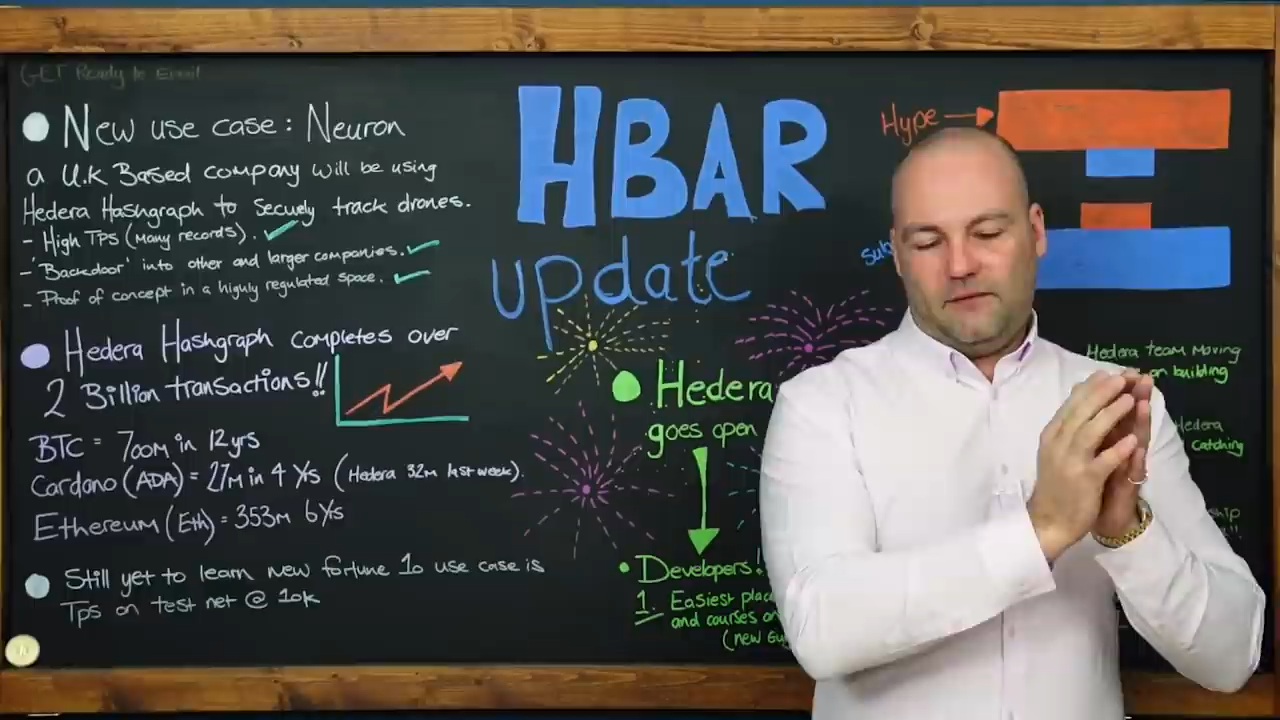 GET Ready to Email
New use case: Neuron
a U.K Based company will be using
Hedera Hashgraph to Securely track drones.
- High TPS (Many records).
- 'Backdoor' into other and larger companies.
- Proof of concept in a highly regulated space.
Hedera Hashgraph completes over
2 Billion transactions!!
BTC = 700m in 12yrs
Cardano (ADA) = 27m in 4 Yrs (Hedera 32m last week).
Ethereum (Eth) = 353m 6Yrs
Still yet to learn new fortune 10 use case is
Tps on test net @ 10k
HBAR
update
Hedera
goes open
Developers!
1. Easiest
and courses
(new
Hype
Hedera team moving
on building
Hedera
catching